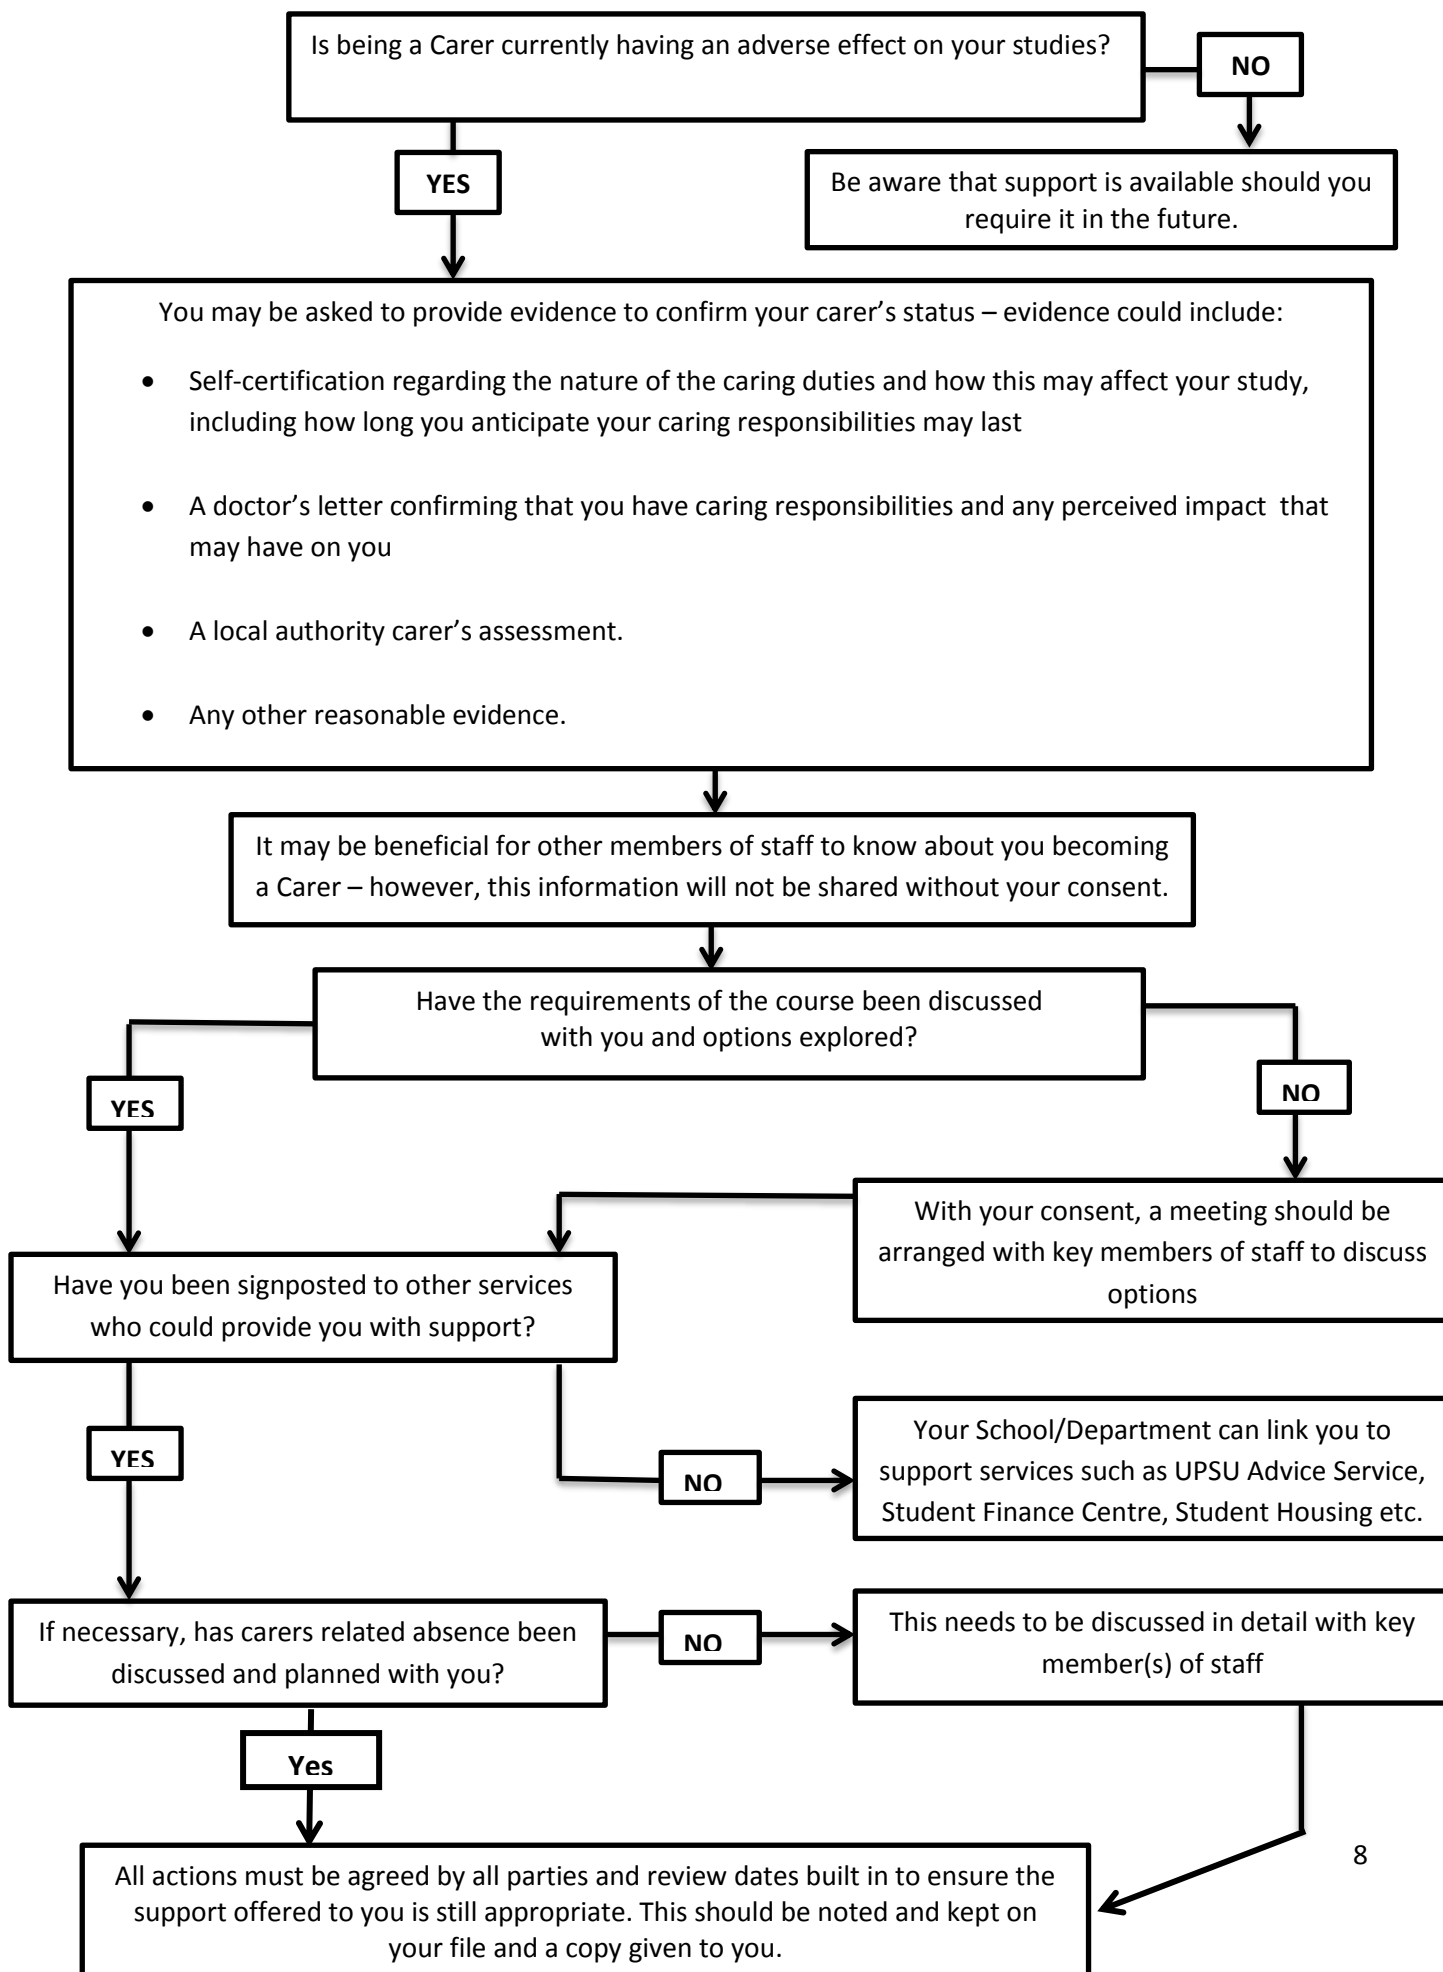 Is being a Carer currently having an adverse effect on your studies?
NO
YES
Be aware that support is available should you
require it in the future.
You may be asked to provide evidence to confirm your carer’s status – evidence could include:
• Self-certification regarding the nature of the caring duties and how this may affect your study,
including how long you anticipate your caring responsibilities may last
• A doctor’s letter confirming that you have caring responsibilities and any perceived impact that
may have on you
• A local authority carer’s assessment.
• Any other reasonable evidence.
It may be beneficial for other members of staff to know about you becoming
a Carer – however, this information will not be shared without your consent.
Have the requirements of the course been discussed
with you and options explored?
YES
NO
With your consent, a meeting should be
arranged with key members of staff to discuss
options
Have you been signposted to other services
who could provide you with support?
YES
NO
Your School/Department can link you to
support services such as UPSU Advice Service,
Student Finance Centre, Student Housing etc.
If necessary, has carers related absence been
discussed and planned with you?
NO
This needs to be discussed in detail with key
member(s) of staff
Yes
All actions must be agreed by all parties and review dates built in to ensure the
support offered to you is still appropriate. This should be noted and kept on
your file and a copy given to you.
8